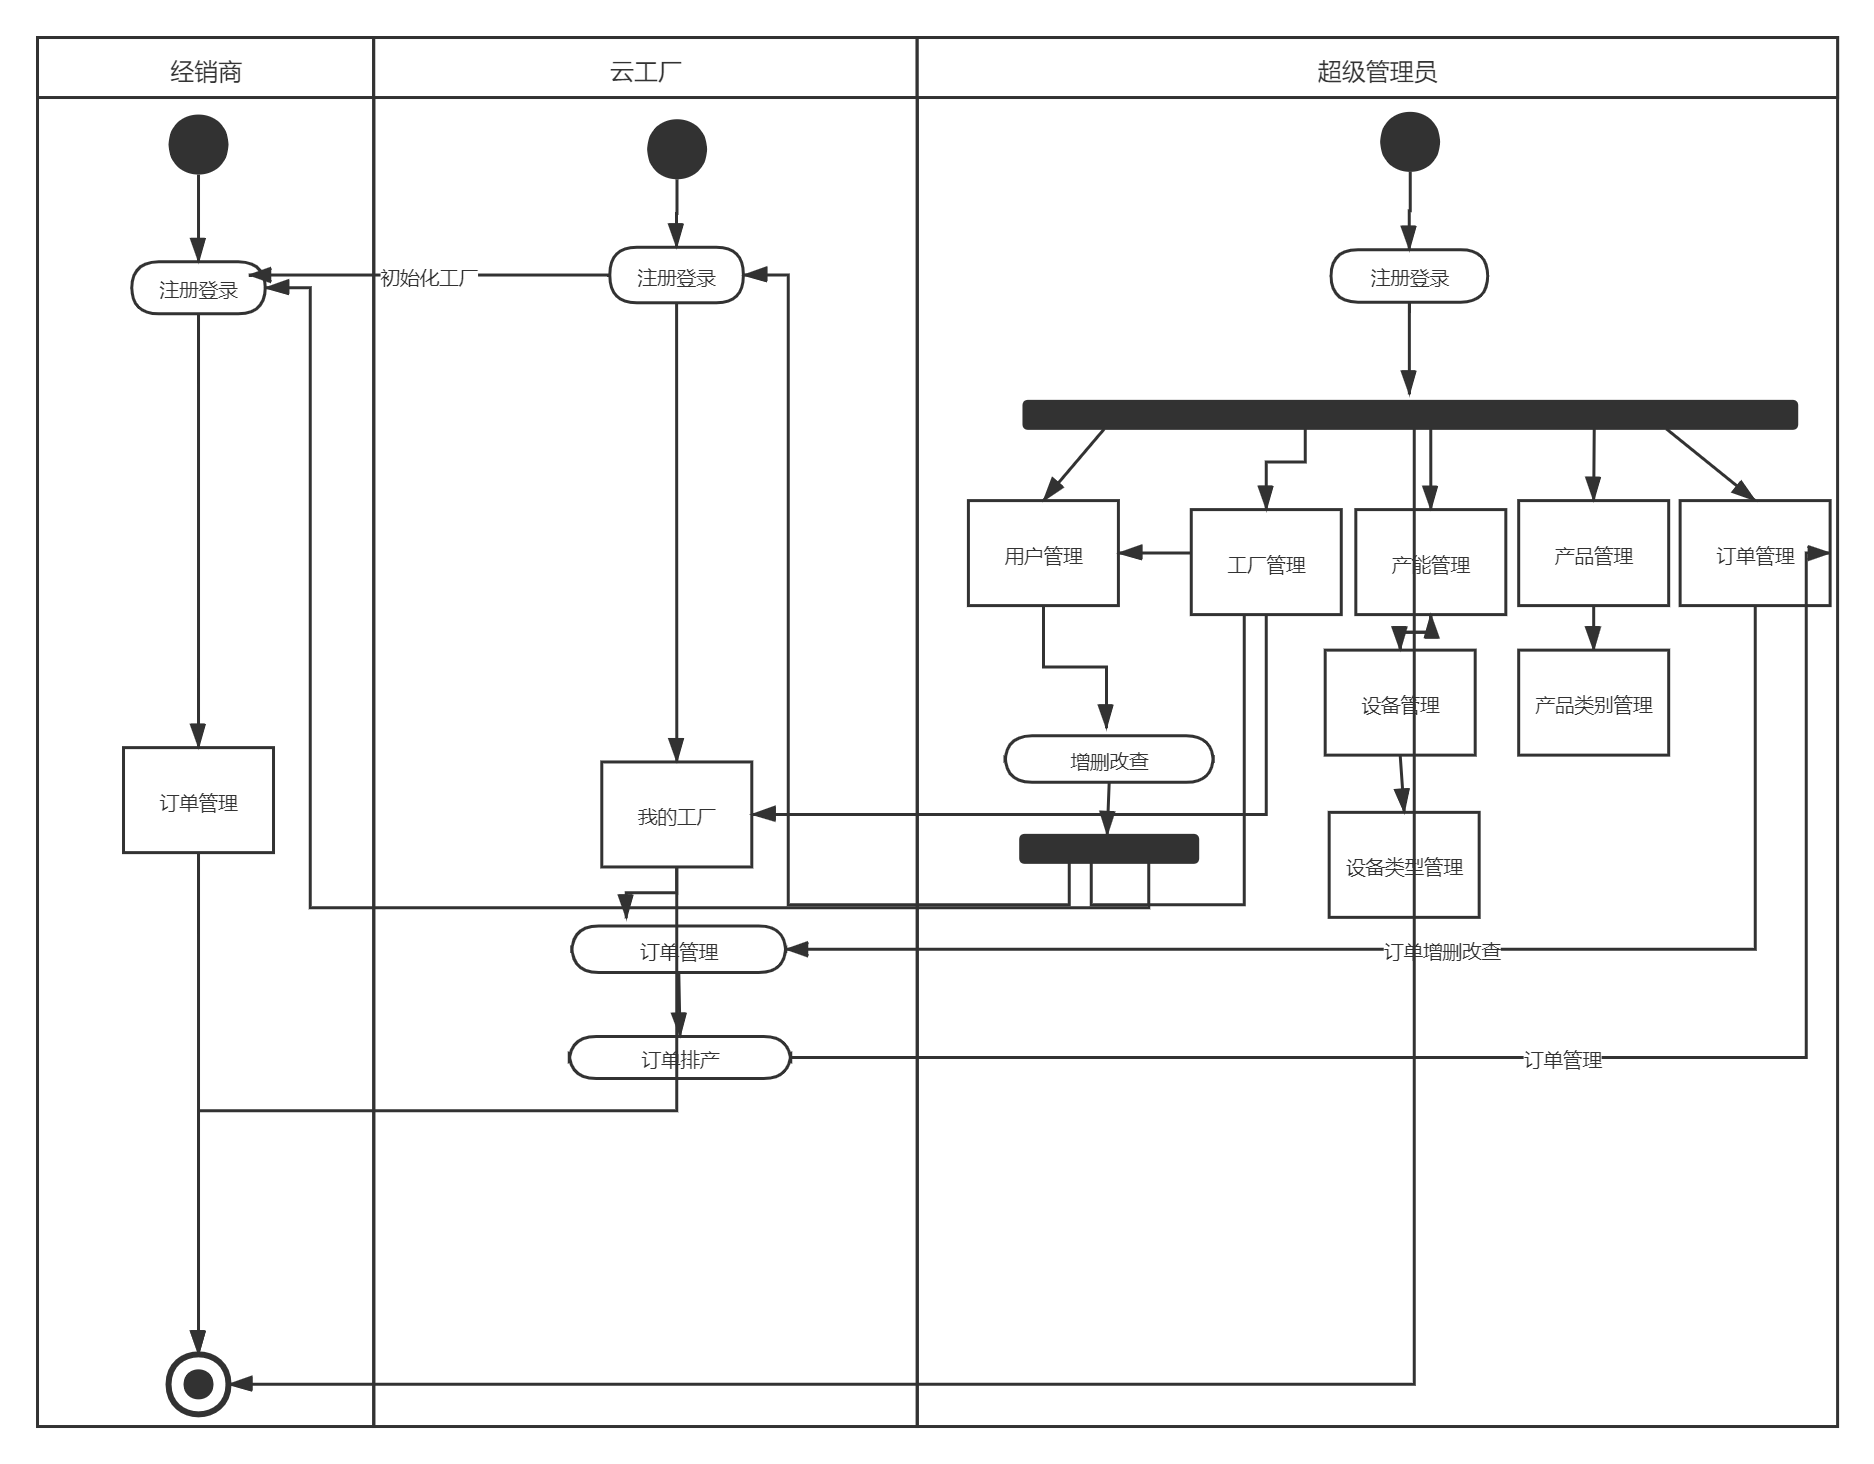 经销商
云工厂
超级管理员
注册登录
初始化工厂
注册登录
注册登录
用户管理
工厂管理
产能管理
产品管理
订单管理
设备管理
产品类别管理
增删改查
订单管理
我的工厂
设备类型管理
订单管理
订单增删改查
订单排产
订单管理